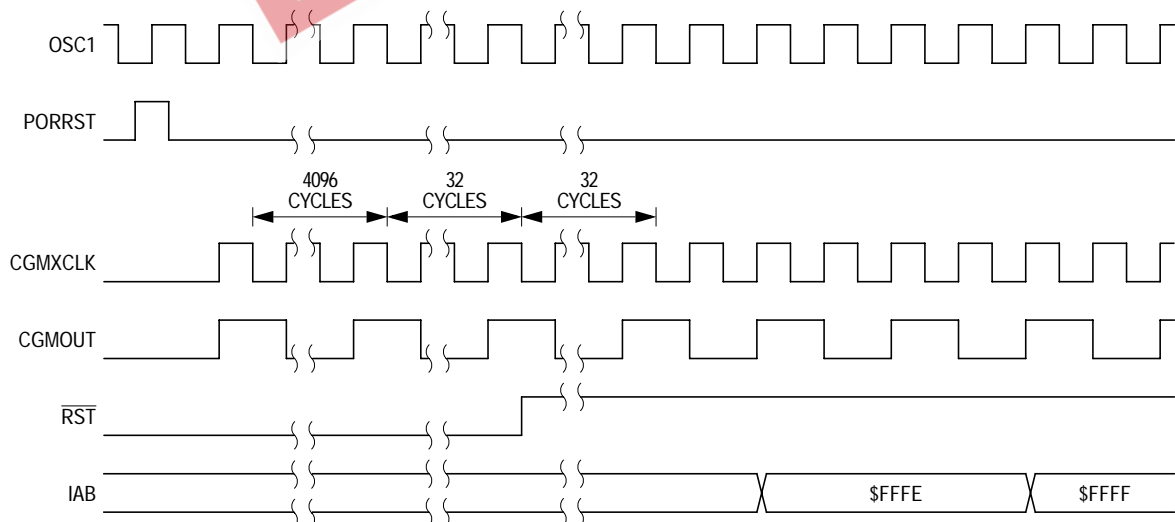 OSC1
PORRST
4096
CYCLES
32
CYCLES
32
CYCLES
CGMXCLK
CGMOUT
RST
IAB
$FFFE
$FFFF